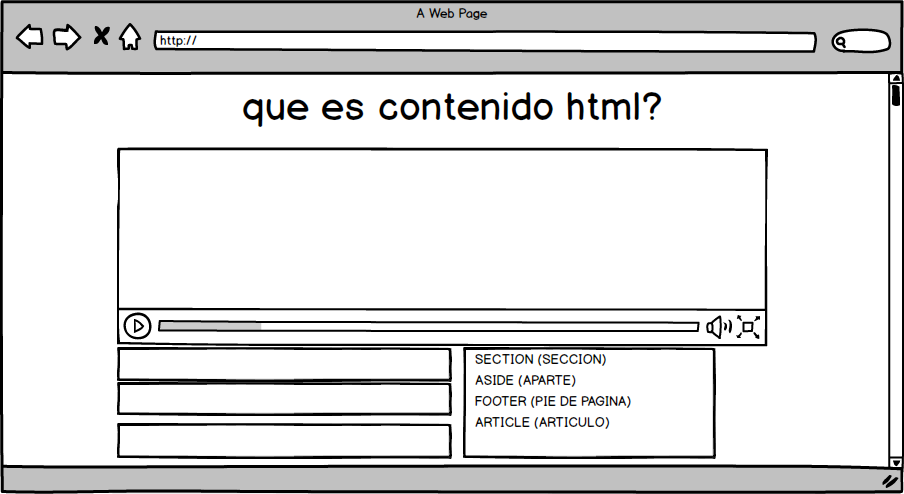 A Web Page
http://
que es contenido html?
SECTION (SECCION)
ASIDE (APARTE)
FOOTER (PIE DE PAGINA)
ARTICLE (ARTICULO)